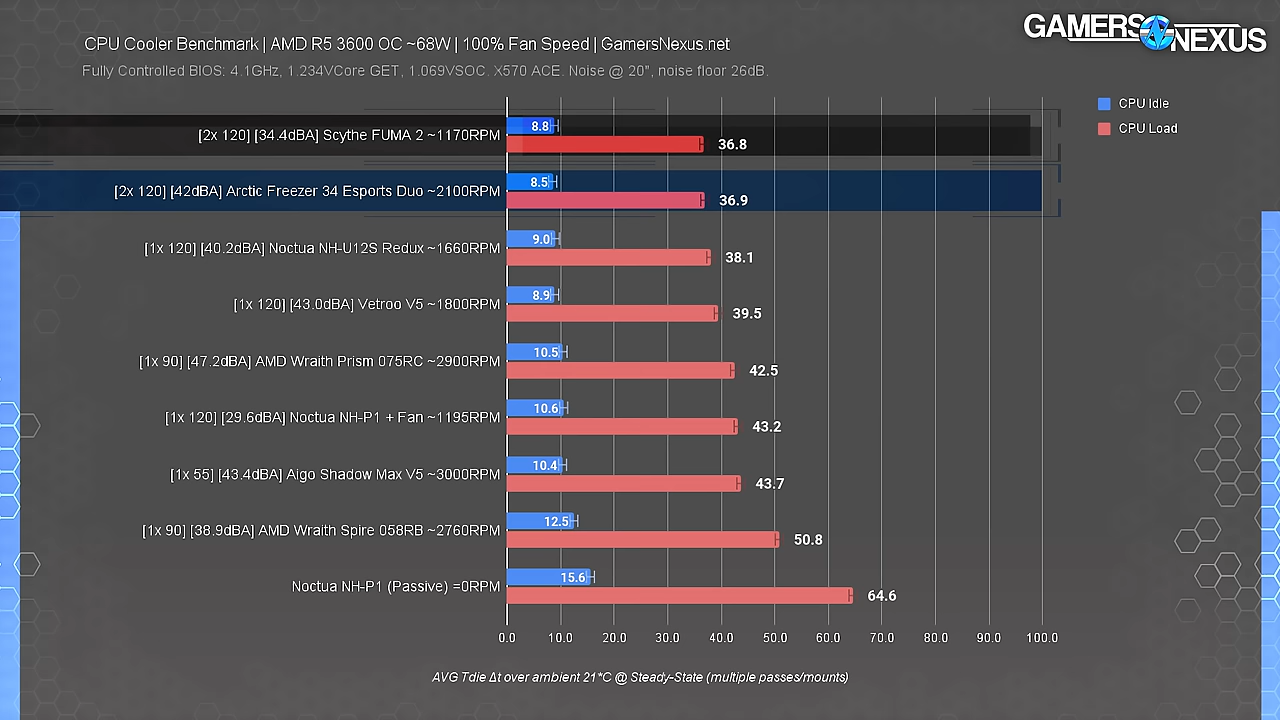 GAMERS NEXUS
CPU Cooler Benchmark | AMD R5 3600 OC ~68W | 100% Fan Speed | GamersNexus.net
Fully Controlled BIOS: 4.1GHz, 1.234VCore GET, 1.069VSOC. X570 ACE. Noise @ 20", noise floor 26dB.
CPU Idle
CPU Load
[2x 120] [34.4dBA] Scythe FUMA 2 ~1170RPM
8.8
36.8
[2x 120] [42dBA] Arctic Freezer 34 Esports Duo ~2100RPM
8.5
36.9
[1x 120] [40.2dBA] Noctua NH-U12S Redux ~1660RPM
9.0
38.1
[1x 120] [43.0dBA] Vetroo V5 ~1800RPM
8.9
39.5
[1x 90] [47.2dBA] AMD Wraith Prism 075RC ~2900RPM
10.5
42.5
[1x 120] [29.6dBA] Noctua NH-P1 + Fan ~1195RPM
10.6
43.2
[1x 55] [43.4dBA] Aigo Shadow Max V5 ~3000RPM
10.4
43.7
[1x 90] [38.9dBA] AMD Wraith Spire 058RB ~2760RPM
12.5
50.8
Noctua NH-P1 (Passive) =0RPM
15.6
64.6
0.0 10.0 20.0 30.0 40.0 50.0 60.0 70.0 80.0 90.0 100.0
AVG Tdie Δt over ambient 21*C @ Steady-State (multiple passes/mounts)